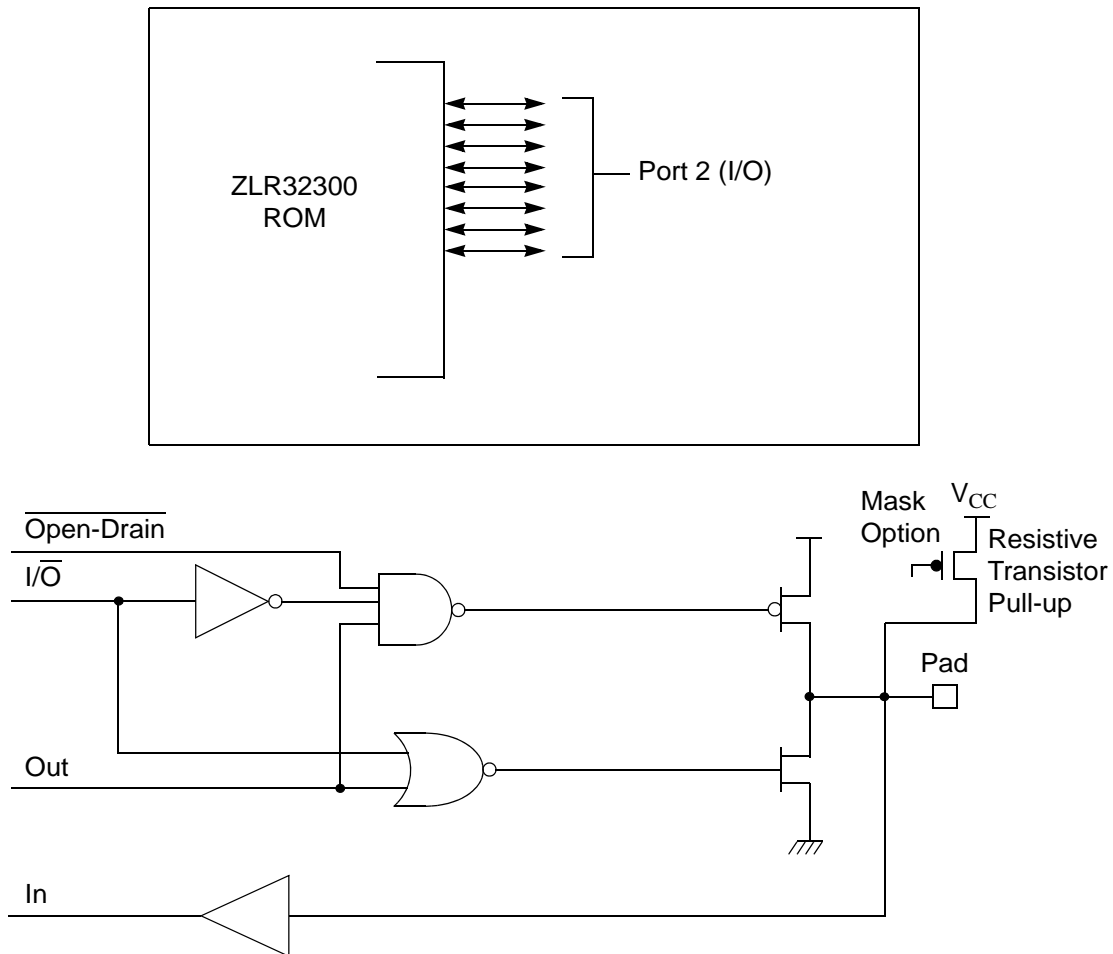 ZLR32300
ROM
Port 2 (I/O)
Open-Drain
I/O
Mask
Option
VCC
Resistive
Transistor
Pull-up
Pad
Out
In